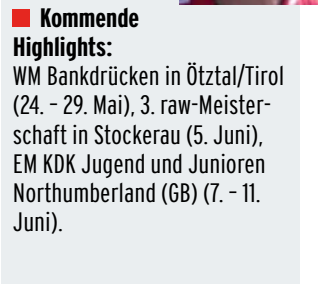 Kommende
Highlights:
WM Bankdrücken in Ötztal/Tirol
(24. – 29. Mai), 3. raw-Meister-
schaft in Stockerau (5. Juni),
EM KDK Jugend und Junioren
Northumberland (GB) (7. – 11.
Juni).